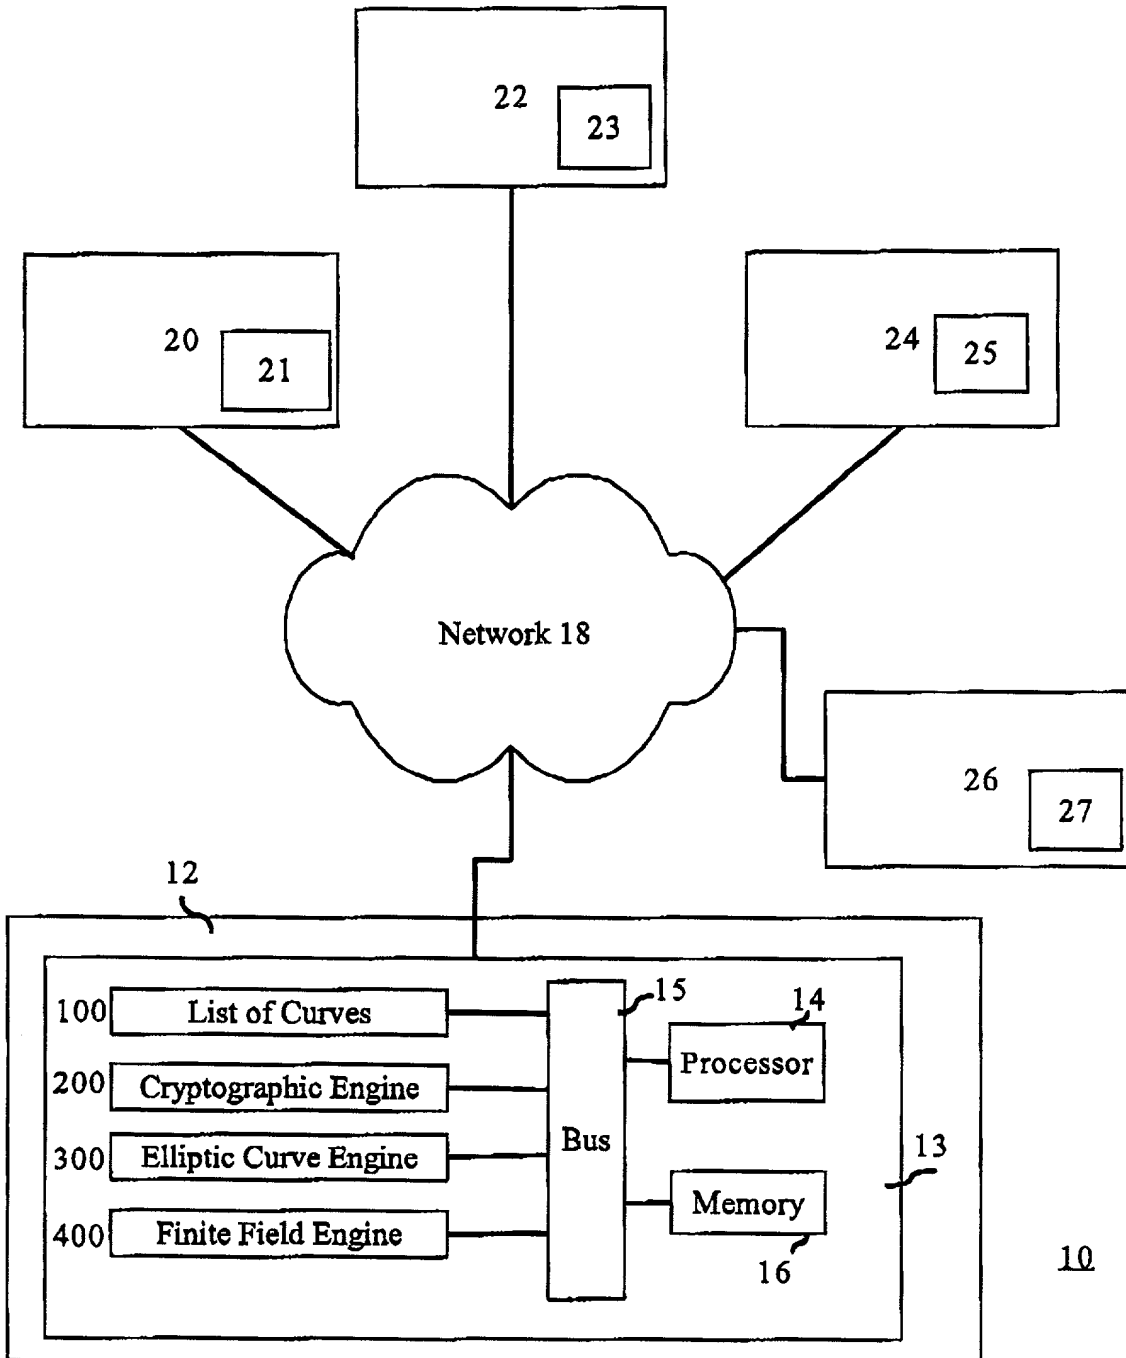 22
23
20
21
24
25
Network 18
26
27
12
100
List of Curves
15
14
200
Cryptographic Engine
Processor
300
Elliptic Curve Engine
Bus
13
400
Finite Field Engine
Memory
16
10